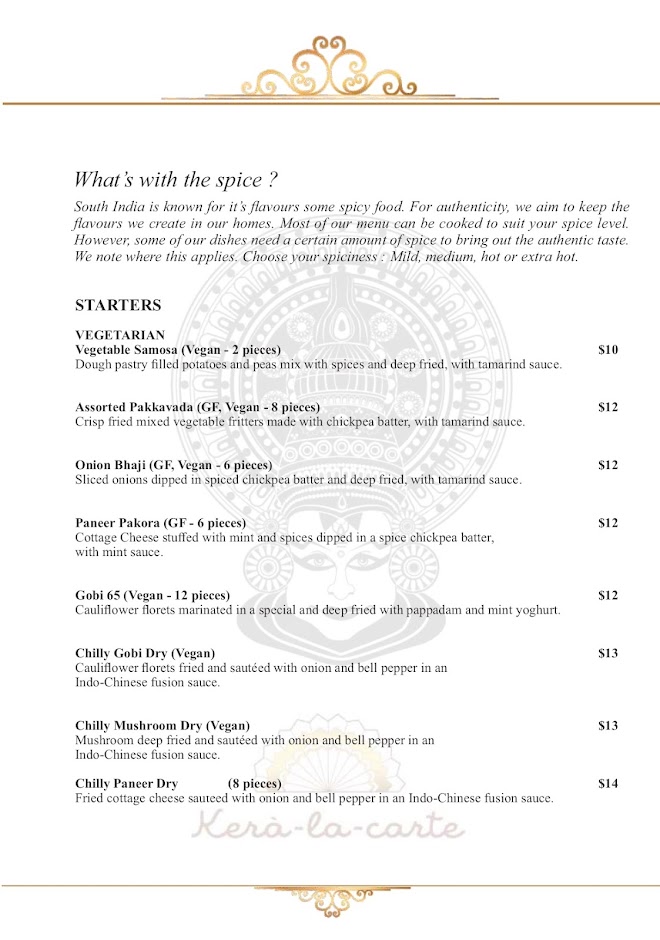 What's with the spice ?
South India is known for it's flavours some spicy food. For authenticity, we aim to keep the
flavours we create in our homes. Most of our menu can be cooked to suit your spice level.
However, some of our dishes need a certain amount of spice to bring out the authentic taste.
We note where this applies. Choose your spiciness : Mild, medium, hot or extra hot.
STARTERS
VEGETARIAN
Vegetable Samosa (Vegan - 2 pieces) $10
Dough pastry filled potatoes and peas mix with spices and deep fried, with tamarind sauce.
Assorted Pakkavada (GF, Vegan - 8 pieces) $12
Crisp fried mixed vegetable fritters made with chickpea batter, with tamarind sauce.
Onion Bhaji (GF, Vegan - 6 pieces) $12
Sliced onions dipped in spiced chickpea batter and deep fried, with tamarind sauce.
Paneer Pakora (GF - 6 pieces) $12
Cottage Cheese stuffed with mint and spices dipped in a spice chickpea batter,
with mint sauce.
Gobi 65 (Vegan - 12 pieces) $12
Cauliflower florets marinated in a special and deep fried with pappadam and mint yoghurt.
Chilly Gobi Dry (Vegan) $13
Cauliflower florets fried and sautéed with onion and bell pepper in an
Indo-Chinese fusion sauce.
Chilly Mushroom Dry (Vegan) $13
Mushroom deep fried and sautéed with onion and bell pepper in an
Indo-Chinese fusion sauce.
Chilly Paneer Dry (8 pieces) $14
Fried cottage cheese sauteed with onion and bell pepper in an Indo-Chinese fusion sauce.
Kerà-la-carte